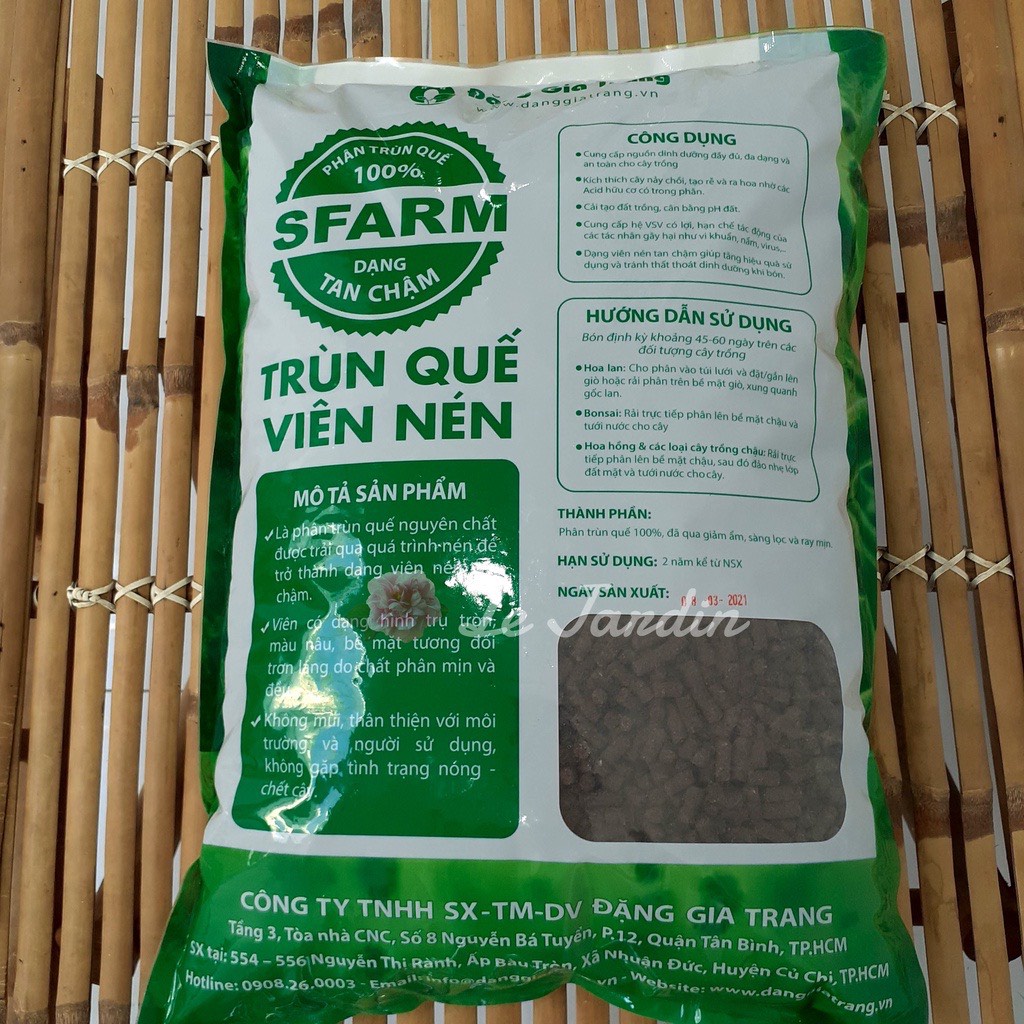 Đặng Gia Trang
www.danggiatrang.vn
PHÂN TRÙN QUẾ
100%
SFARM
DẠNG
TAN CHẬM
TRÙN QUẾ
VIÊN NÉN
MÔ TẢ SẢN PHẨM
✓Là phân trùn quế nguyên chất
được trải qua quá trình nén để
trở thành dạng viên nén
chậm.
✓Viên có dạng hình trụ tròn,
màu nâu, bề mặt tương đối
trơn láng do chất phân mịn và
đều
✓Không mùi, thân thiện với môi
trường và người sử dụng,
không gặp tình trạng nóng -
chết cây.
CÔNG DỤNG
• Cung cấp nguồn dinh dưỡng đầy đủ, đa dạng và
an toàn cho cây trồng
• Kích thích cây nảy chồi, tạo rễ và ra hoa nhờ các
Acid hữu cơ có trong phân.
• Cải tạo đất trồng, cân bằng pH đất.
• Cung cấp hệ VSV có lợi, hạn chế tác động của
các tác nhân gây hại như vi khuẩn, nấm, virus,...
• Dạng viên nén tan chậm giúp tăng hiệu quả sử
dụng và tránh thất thoát dinh dưỡng khi bón.
HƯỚNG DẪN SỬ DỤNG
Bón định kỳ khoảng 45-60 ngày trên các
đối tượng cây trồng
• Hoa lan: Cho phân vào túi lưới và đặt/gắn lên
giò hoặc rải phân trên bề mặt giò, xung quanh
gốc lan.
• Bonsai: Rải trực tiếp phân lên bề mặt chậu và
tưới nước cho cây
• Hoa hồng & các loại cây trồng chậu: Rải trực
tiếp phân lên bề mặt chậu, sau đó đảo nhẹ lớp
đất mặt và tưới nước cho cây.
THÀNH PHẦN:
Phân trùn quế 100%, đã qua giảm ẩm, sàng lọc và ray mịn.
HẠN SỬ DỤNG: 2 năm kể từ NSX
NGÀY SẢN XUẤT: 08-03-2021
Le Jardin
CÔNG TY TNHH SX-TM-DV ĐẶNG GIA TRANG
Tầng 3, Tòa nhà CNC, Số 8 Nguyễn Bá Tuyển, P.12, Quận Tân Bình, TP.HCM
SX tại: 554 – 556 Nguyễn Thị Rành, Ấp Bàu Tròn, Xã Nhuận Đức, Huyện Củ Chi, TP.HCM
Hotline: 0908.26.0003 - Email: info@danggiatrang.vn - Website: www.danggiatrang.vn